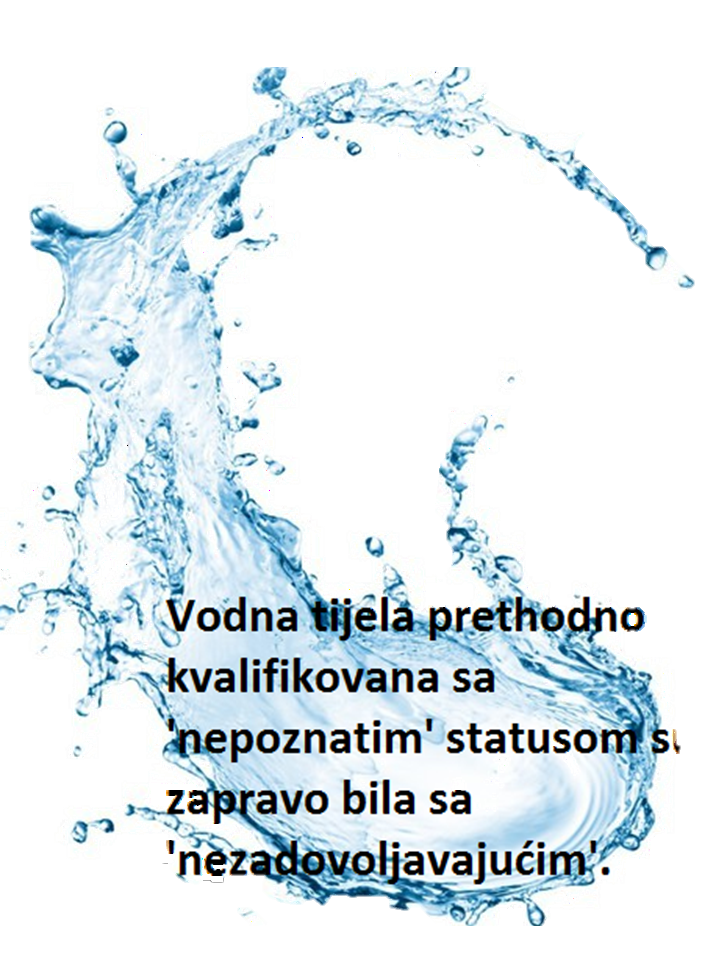 Vodna tijela prethodno
kvalifikovana sa
'nepoznatim' statusom
zapravo bila sa
'nezadovoljavajućim'.